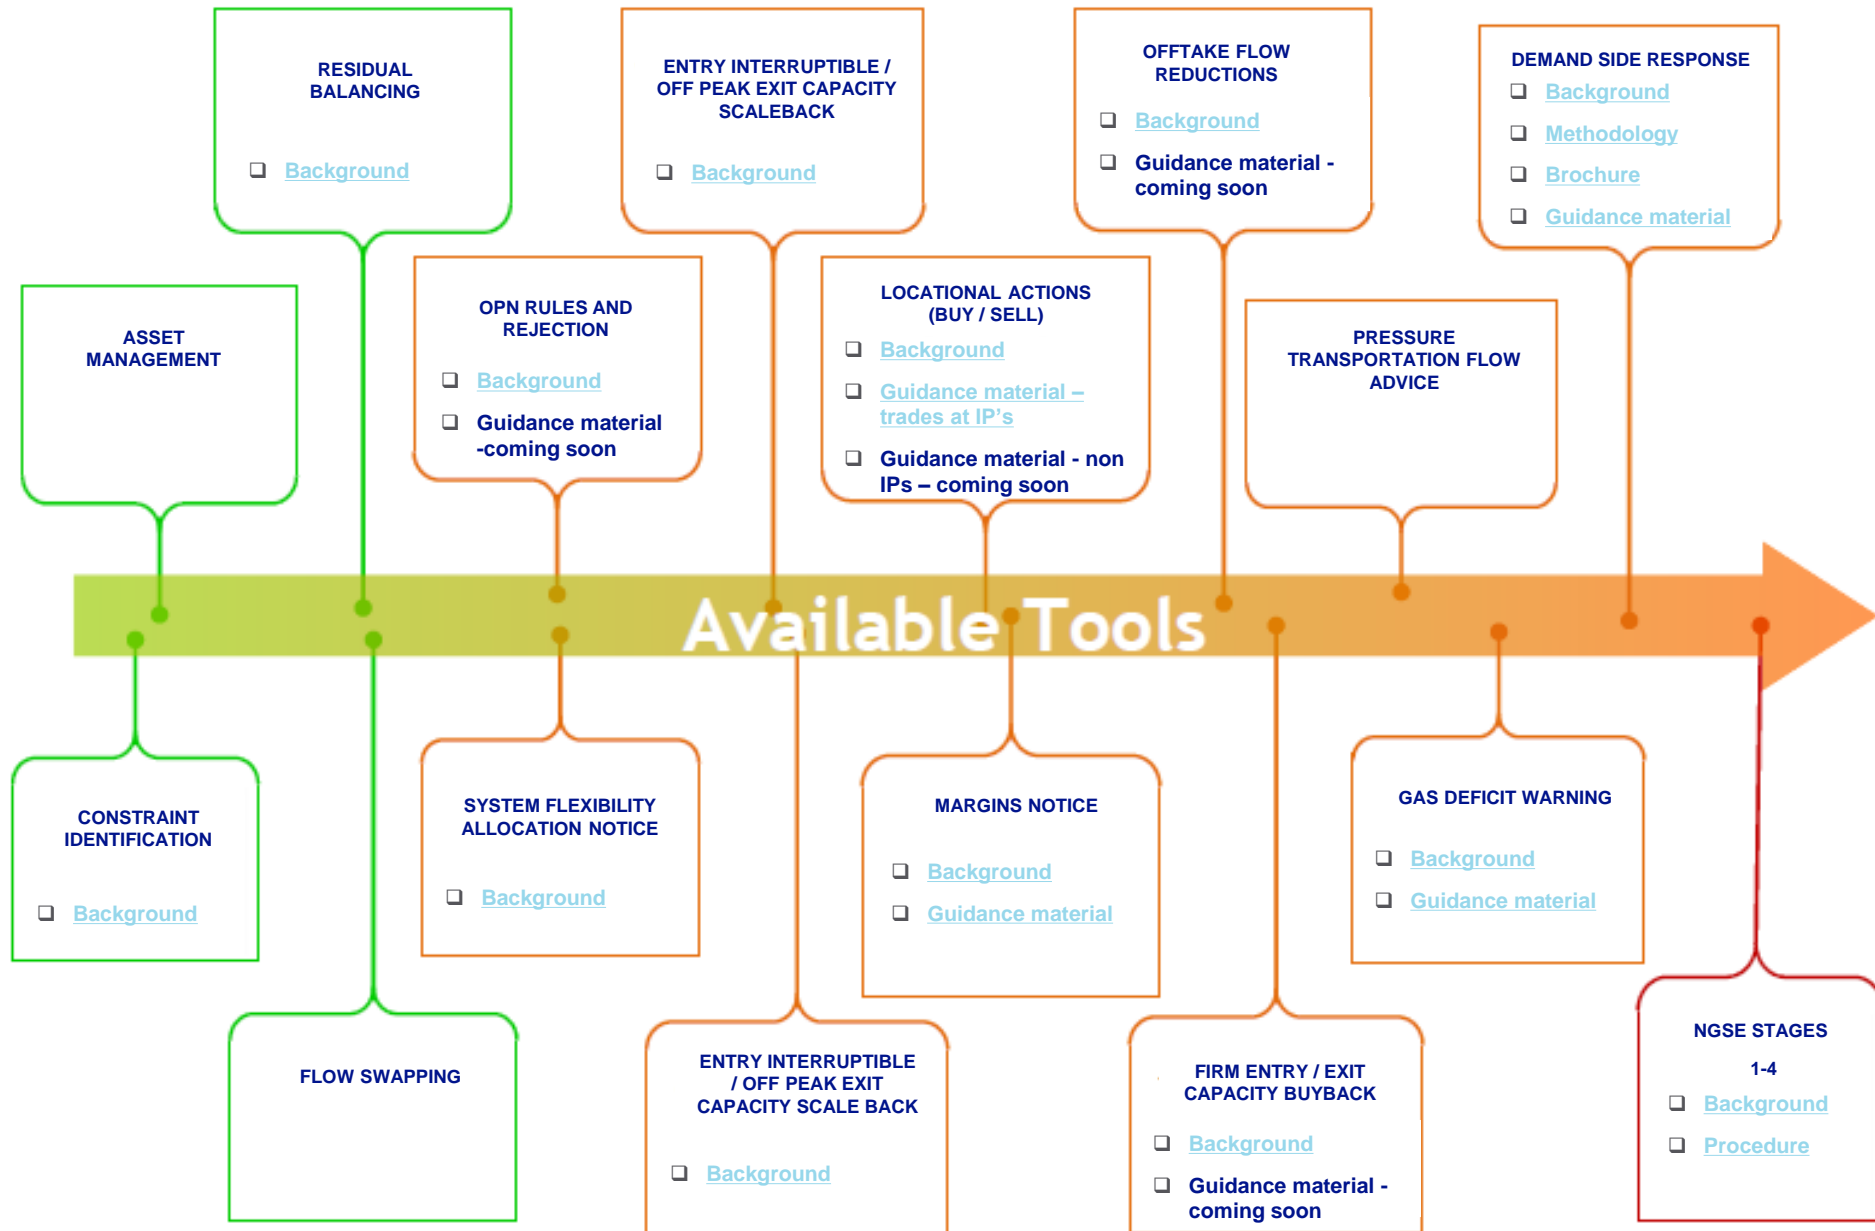 RESIDUAL
BALANCING
Background
ENTRY INTERRUPTIBLE /
OFF PEAK EXIT CAPACITY
SCALEBACK
Background
OFFTAKE FLOW
REDUCTIONS
Background
Guidance material -
coming soon
DEMAND SIDE RESPONSE
Background
Methodology
Brochure
Guidance material
ASSET
MANAGEMENT
OPN RULES AND
REJECTION
Background
Guidance material
-coming soon
LOCATIONAL ACTIONS
(BUY / SELL)
Background
Guidance material –
trades at IP's
Guidance material - non
IPs – coming soon
PRESSURE
TRANSPORTATION FLOW
ADVICE
Available Tools
CONSTRAINT
IDENTIFICATION
Background
SYSTEM FLEXIBILITY
ALLOCATION NOTICE
Background
MARGINS NOTICE
Background
Guidance material
GAS DEFICIT WARNING
Background
Guidance material
FLOW SWAPPING
ENTRY INTERRUPTIBLE
/ OFF PEAK EXIT
CAPACITY SCALE BACK
Background
FIRM ENTRY / EXIT
CAPACITY BUYBACK
Background
Guidance material -
coming soon
NGSE STAGES
1-4
Background
Procedure